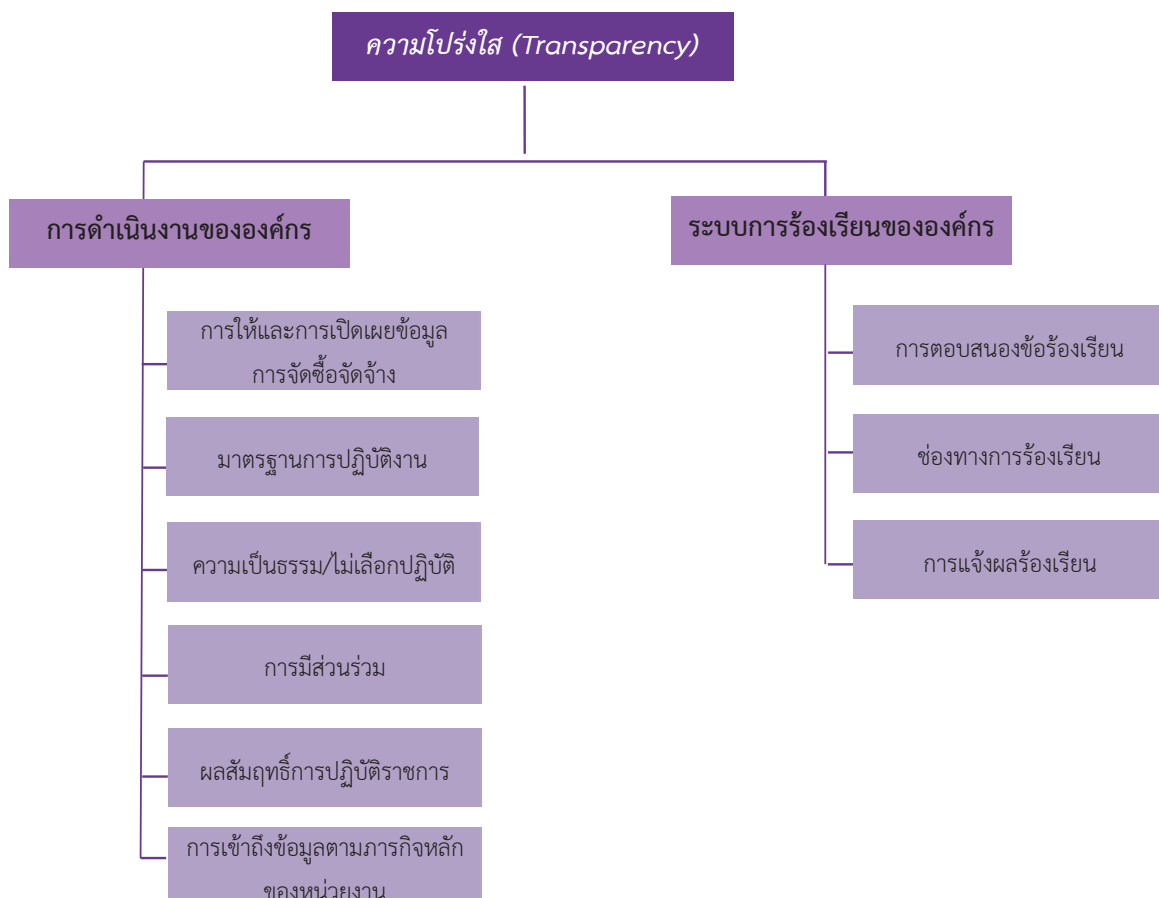 ความโปร่งใส (Transparency)
การดำเนินงานขององค์กร
การให้และการเปิดเผยข้อมูล
การจัดซื้อจัดจ้าง
มาตรฐานการปฏิบัติงาน
ความเป็นธรรม/ไม่เลือกปฏิบัติ
การมีส่วนร่วม
ผลสัมฤทธิ์การปฏิบัติราชการ
การเข้าถึงข้อมูลตามภารกิจหลัก
ของหน่วยงาน
ระบบการร้องเรียนขององค์กร
การตอบสนองข้อร้องเรียน
ช่องทางการร้องเรียน
การแจ้งผลร้องเรียน